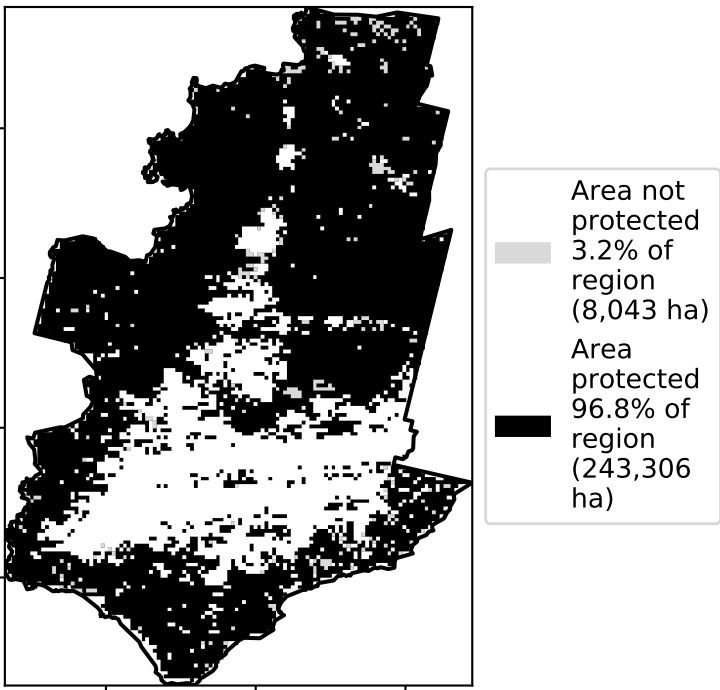 Area not
protected
3.2% of
region
(8,043 ha)
Area
protected
96.8% of
region
(243,306
ha)